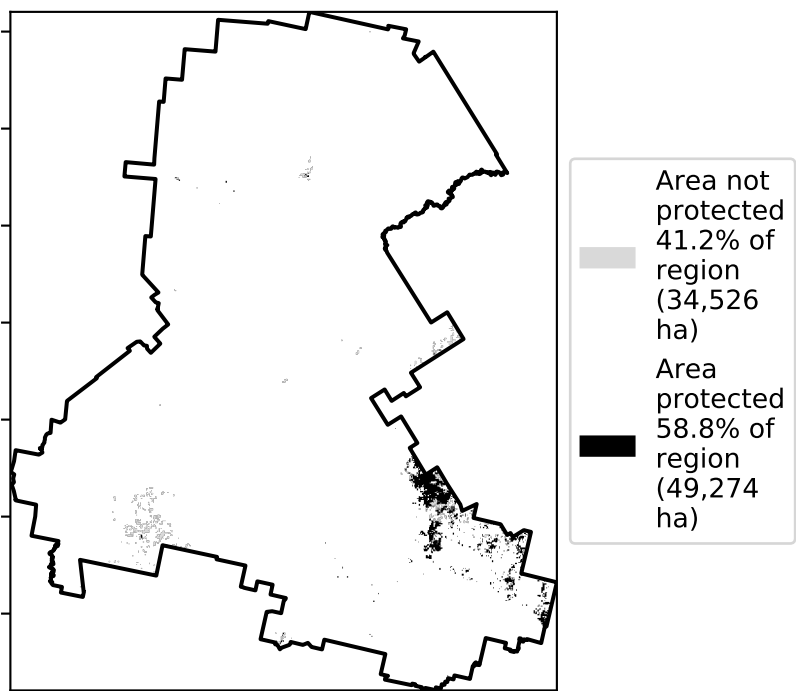 Area not
protected
41.2% of
region
(34,526
ha)
Area
protected
58.8% of
region
(49,274
ha)